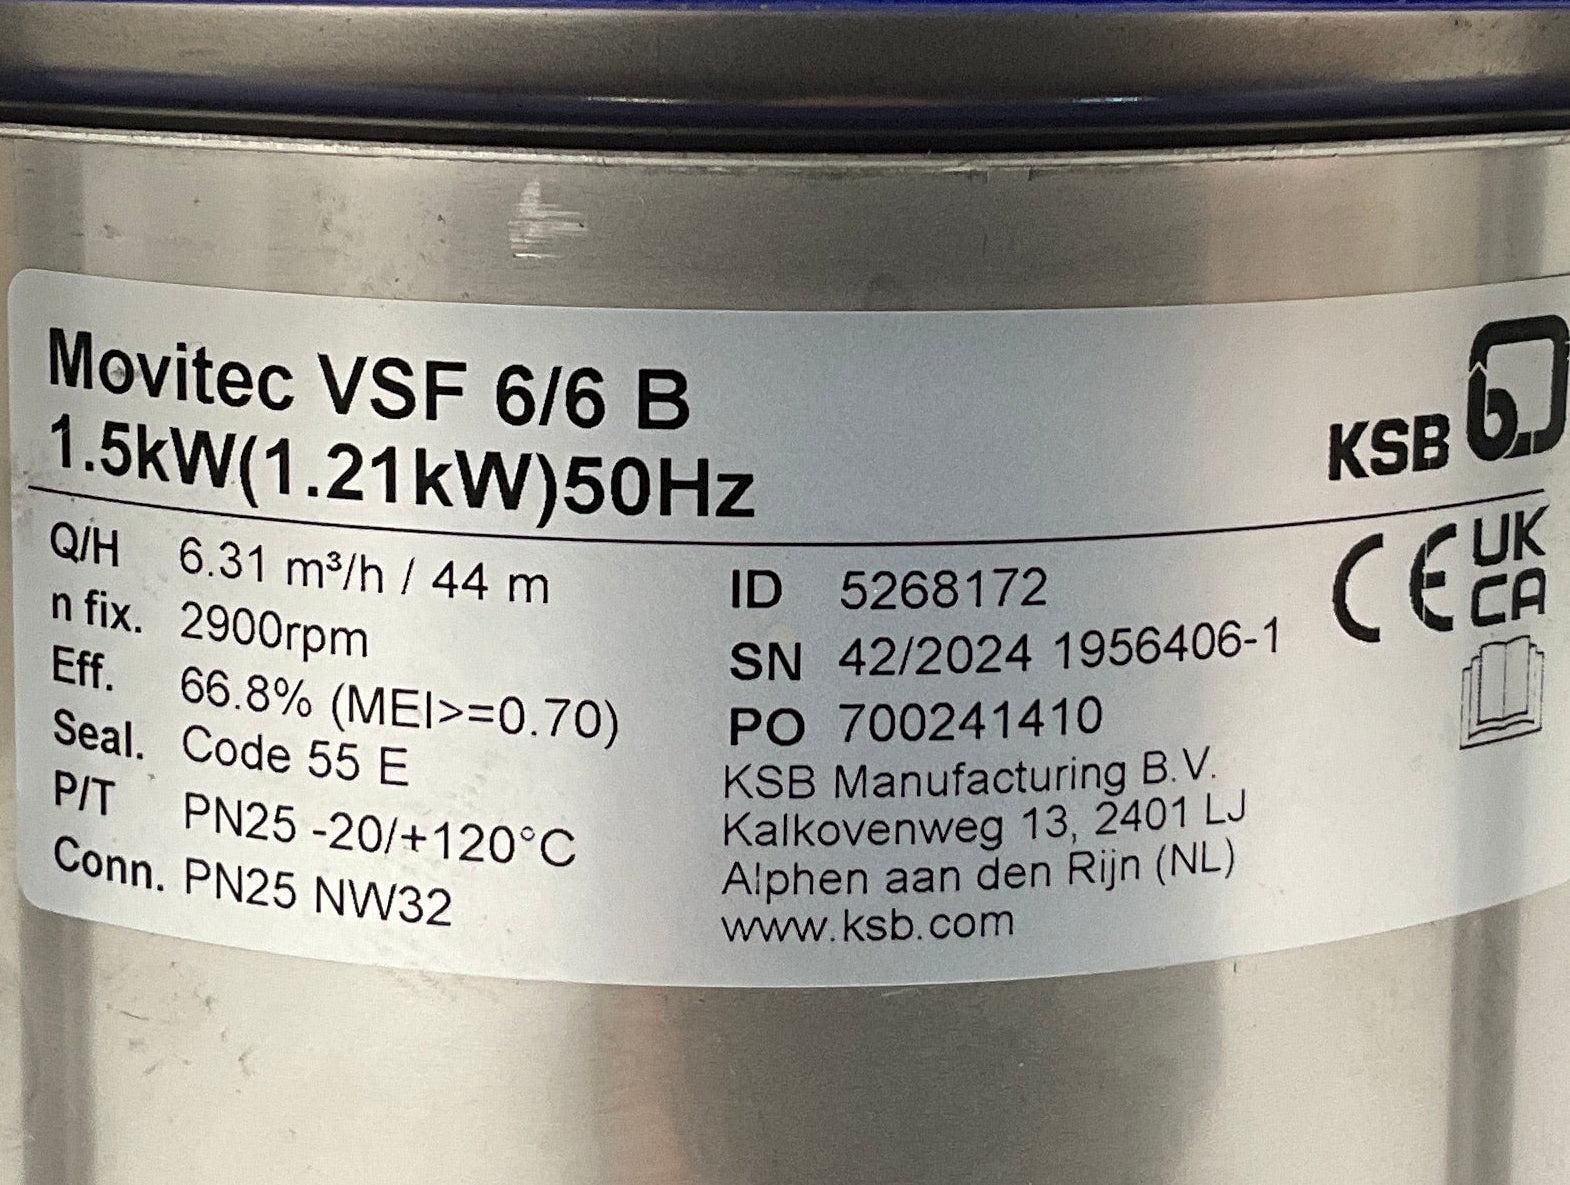 Movitec VSF 6/6 B
1.5kW(1.21kW)50Hz
KSB
Q/H 6.31 m³/h / 44 m
n fix. 2900rpm
Eff. 66.8% (MEI>=0.70)
Seal. Code 55 E
P/T PN25 -20/+120°C
Conn. PN25 NW32
ID 5268172
SN 42/2024 1956406-1
PO 700241410
KSB Manufacturing B.V.
Kalkovenweg 13, 2401 LJ
Alphen aan den Rijn (NL)
www.ksb.com
CE
UK
CA